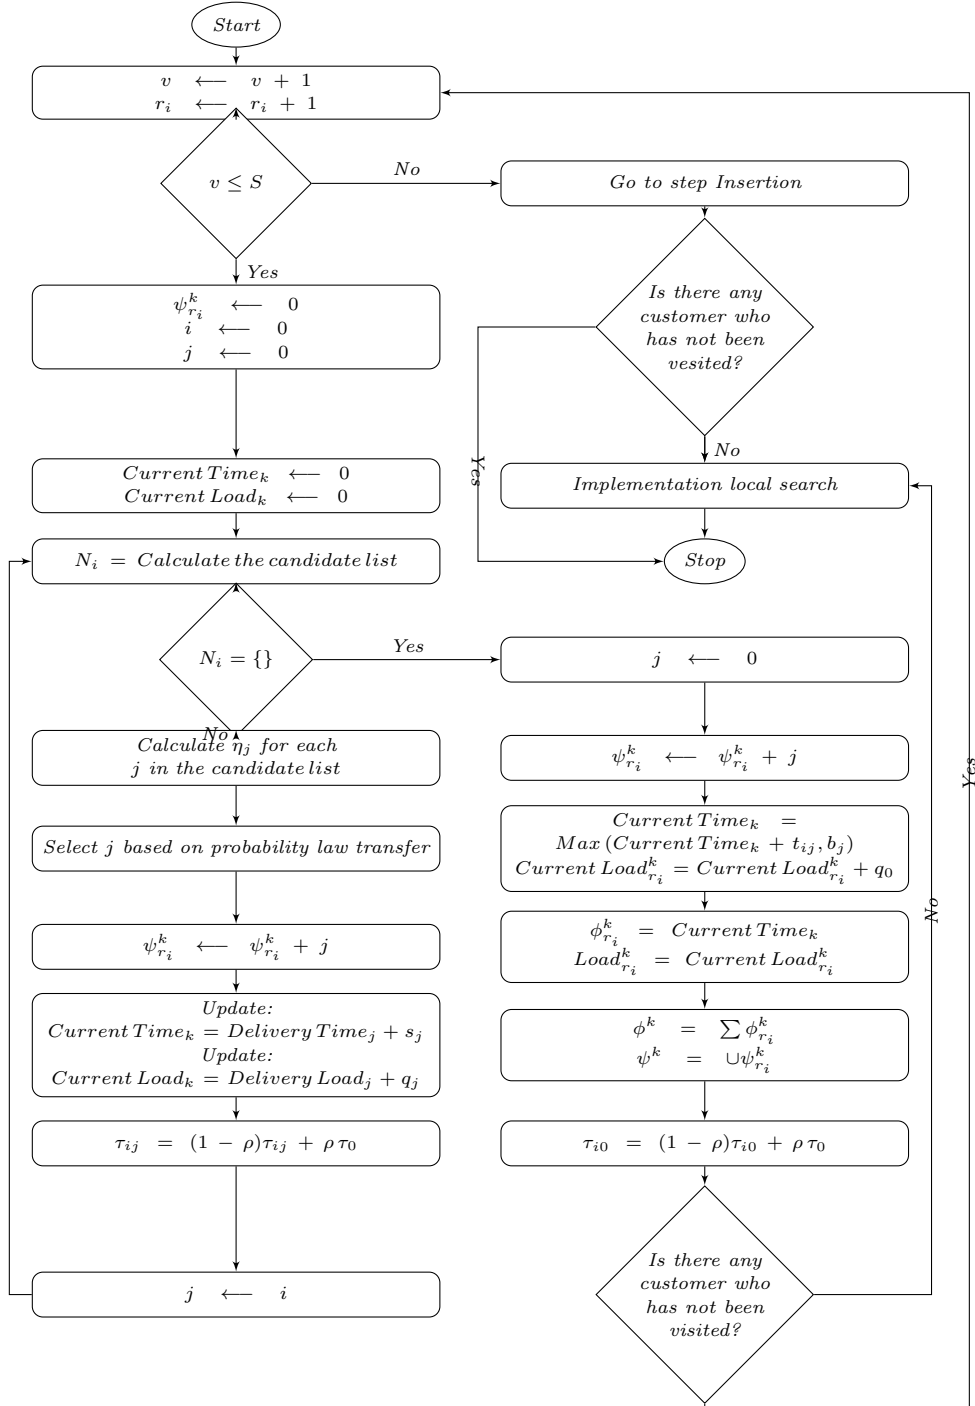 Start
v ⟵ v + 1
r_i ⟵ r_i + 1
v ≤ S
No
Go to step Insertion
Yes
ψ^k_{r_i} ⟵ 0
i ⟵ 0
j ⟵ 0
Is there any
customer who
has not been
vesited?
Yes
No
Current Time_k ⟵ 0
Current Load_k ⟵ 0
Implementation local search
N_i = Calculate the candidate list
Stop
N_i = {}
Yes
j ⟵ 0
No
Calculate η_j for each
j in the candidate list
ψ^k_{r_i} ⟵ ψ^k_{r_i} + j
Yes
Select j based on probability law transfer
Current Time_k =
Max (Current Time_k + t_{ij}, b_j)
Current Load^k_{r_i} = Current Load^k_{r_i} + q_0
No
ψ^k_{r_i} ⟵ ψ^k_{r_i} + j
ϕ^k_{r_i} = Current Time_k
Load^k_{r_i} = Current Load^k_{r_i}
Update:
Current Time_k = Delivery Time_j + s_j
Update:
Current Load_k = Delivery Load_j + q_j
ϕ^k = ∑ ϕ^k_{r_i}
ψ^k = ∪ψ^k_{r_i}
τ_{ij} = (1 − ρ)τ_{ij} + ρ τ_0
τ_{i0} = (1 − ρ)τ_{i0} + ρ τ_0
j ⟵ i
Is there any
customer who
has not been
visited?